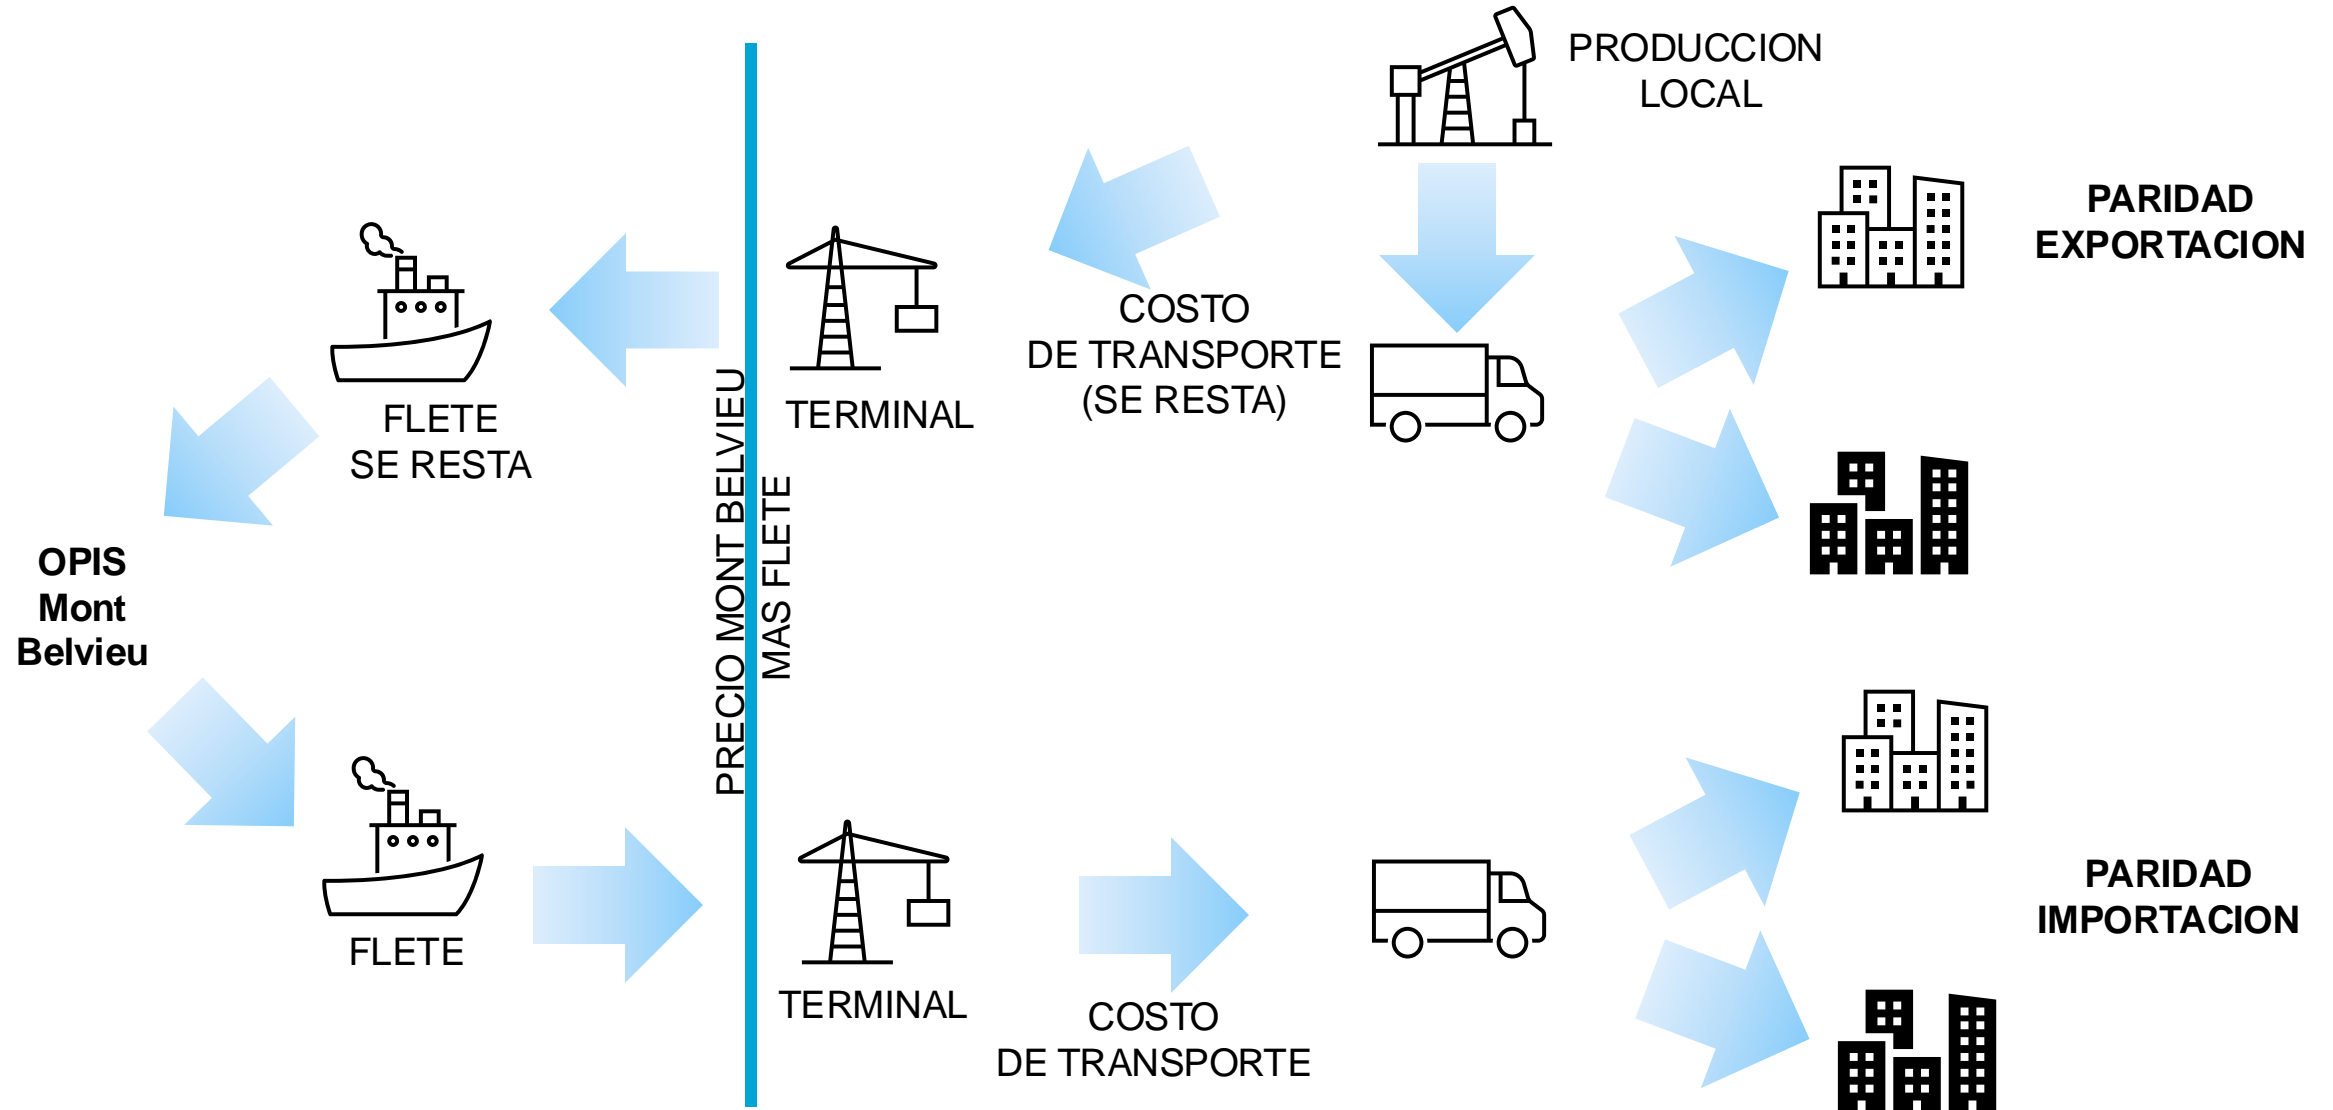 PRODUCCION
LOCAL
PARIDAD
EXPORTACION
COSTO
DE TRANSPORTE
(SE RESTA)
TERMINAL
FLETE
SE RESTA
PRECIO MONT BELVIEU
MAS FLETE
OPIS
Mont
Belvieu
FLETE
TERMINAL
COSTO
DE TRANSPORTE
PARIDAD
IMPORTACION